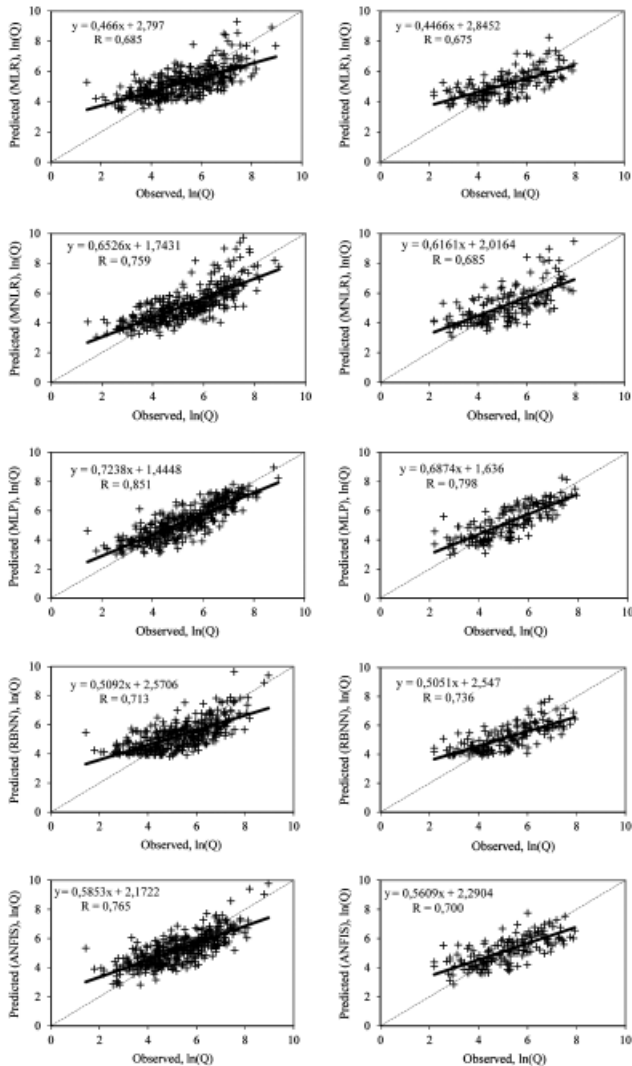 y = 0,466x + 2,797
R = 0,685
Predicted (MLR), ln(Q)
10
8
6
4
2
0
0 2 4 6 8 10
Observed, ln(Q)
y = 0,4466x + 2,8452
R = 0,675
Predicted (MLR), ln(Q)
10
8
6
4
2
0
0 2 4 6 8 10
Observed, ln(Q)
y = 0,6526x + 1,7431
R = 0,759
Predicted (MNLR), ln(Q)
10
8
6
4
2
0
0 2 4 6 8 10
Observed, ln(Q)
y = 0,6161x + 2,0164
R = 0,685
Predicted (MNLR), ln(Q)
10
8
6
4
2
0
0 2 4 6 8 10
Observed, ln(Q)
y = 0,7238x + 1,4448
R = 0,851
Predicted (MLP), ln(Q)
10
8
6
4
2
0
0 2 4 6 8 10
Observed, ln(Q)
y = 0,6874x + 1,636
R = 0,798
Predicted (MLP), ln(Q)
10
8
6
4
2
0
0 2 4 6 8 10
Observed, ln(Q)
y = 0,5092x + 2,5706
R = 0,713
Predicted (RBNN), ln(Q)
10
8
6
4
2
0
0 2 4 6 8 10
Observed, ln(Q)
y = 0,5051x + 2,547
R = 0,736
Predicted (RBNN), ln(Q)
10
8
6
4
2
0
0 2 4 6 8 10
Observed, ln(Q)
y= 0,5853x + 2,1722
R = 0,765
Predicted (ANFIS), ln(Q)
10
8
6
4
2
0
0 2 4 6 8 10
Observed, ln(Q)
y = 0,5609x + 2,2904
R = 0,700
Predicted (ANFIS), ln(Q)
10
8
6
4
2
0
0 2 4 6 8 10
Observed, ln(Q)